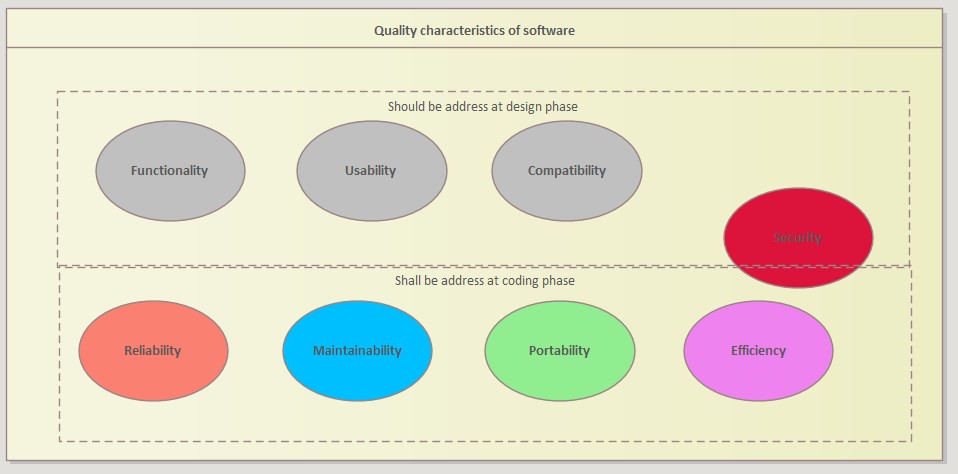 Quality characteristics of software
Should be address at design phase
Functionality
Usability
Compatibility
Security
Shall be address at coding phase
Reliability
Maintainability
Portability
Efficiency